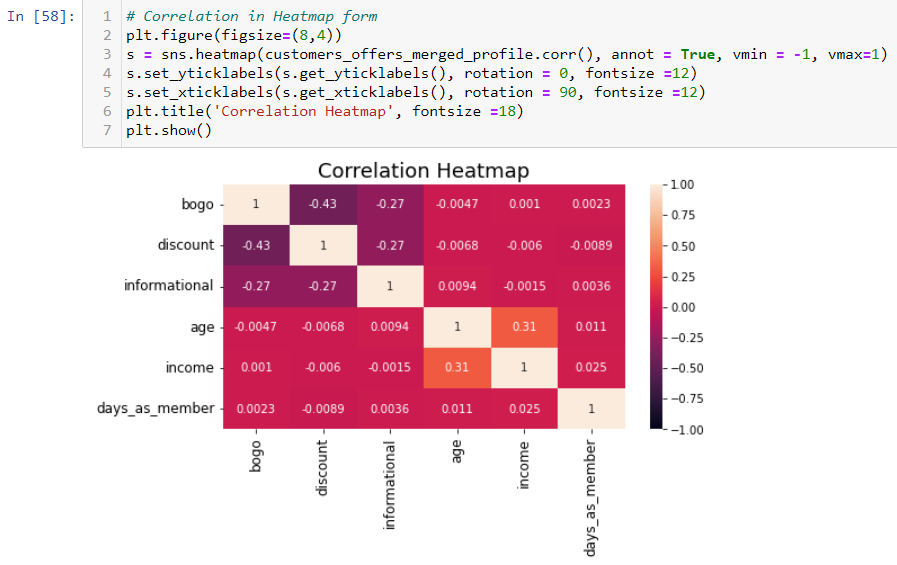 In [58]:
1 # Correlation in Heatmap form
2 plt.figure(figsize=(8,4))
3 s = sns.heatmap(customers_offers_merged_profile.corr(), annot = True, vmin = -1, vmax=1)
4 s.set_yticklabels(s.get_yticklabels(), rotation = 0, fontsize =12)
5 s.set_xticklabels(s.get_xticklabels(), rotation = 90, fontsize =12)
6 plt.title('Correlation Heatmap', fontsize =18)
7 plt.show()
Correlation Heatmap
bogo 1 -0.43 -0.27 -0.0047 0.001 0.0023
discount -0.43 1 -0.27 -0.0068 -0.006 -0.0089
informational -0.27 -0.27 1 0.0094 -0.0015 0.0036
age -0.0047 -0.0068 0.0094 1 0.31 0.011
income 0.001 -0.006 -0.0015 0.31 1 0.025
days_as_member 0.0023 -0.0089 0.0036 0.011 0.025 1
bogo discount informational age income days_as_member
1.00
0.75
0.50
0.25
0.00
−0.25
−0.50
−0.75
−1.00